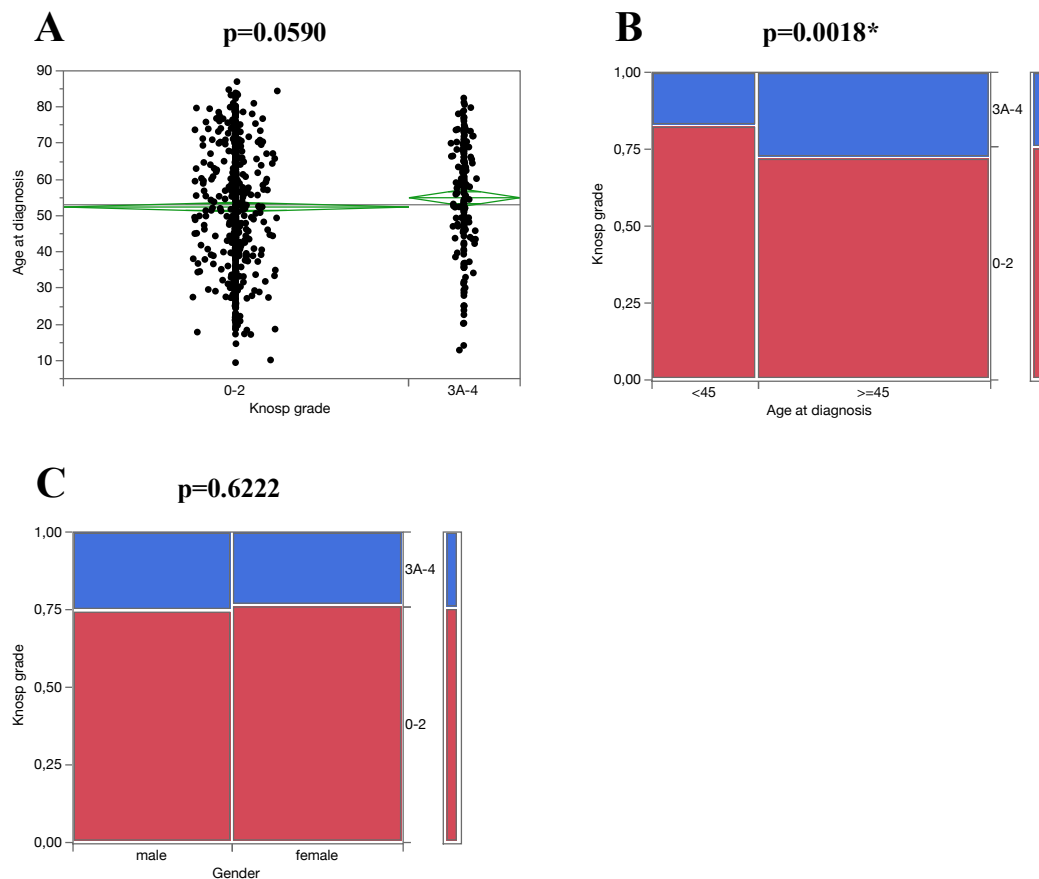 A
p=0.0590
90
80
70
60
50
40
30
20
10
Age at diagnosis
0-2
3A-4
Knosp grade
B
p=0.0018*
1,00
0,75
0,50
0,25
0,00
Knosp grade
3A-4
0-2
<45
>=45
Age at diagnosis
C
p=0.6222
1,00
0,75
0,50
0,25
0,00
Knosp grade
3A-4
0-2
male
female
Gender